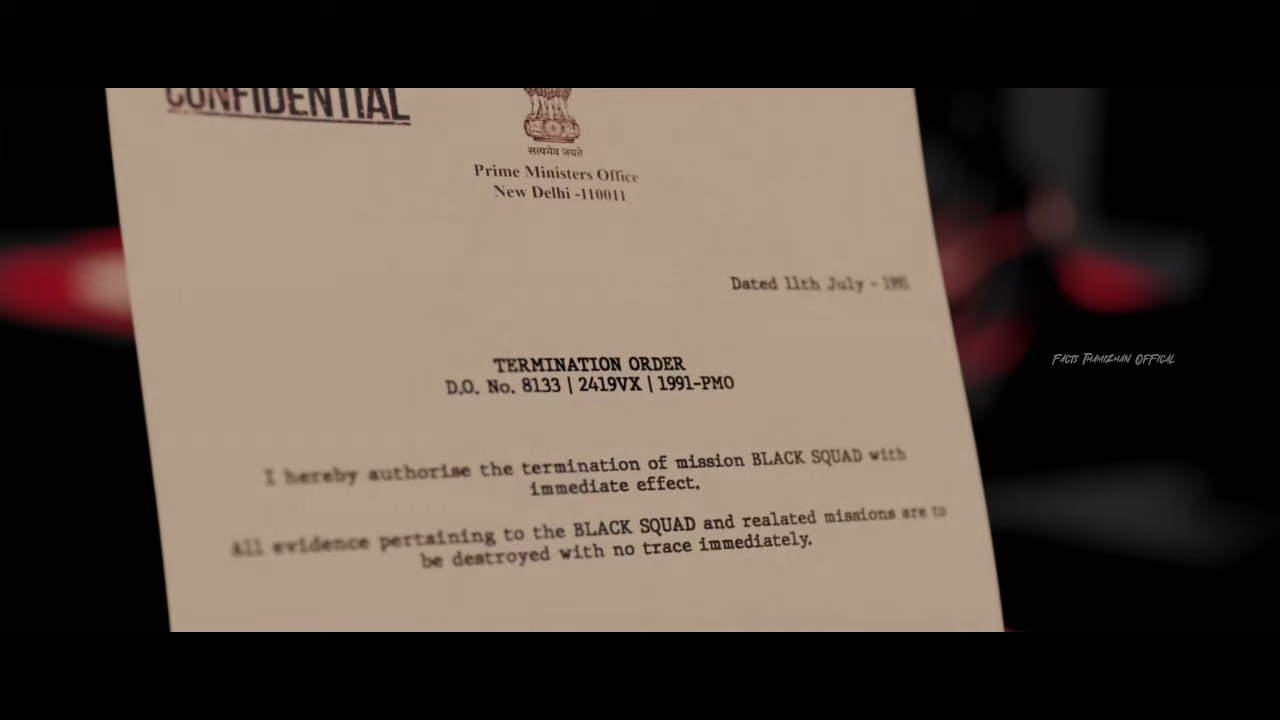 CONFIDENTIAL
सत्यमेव जयते
Prime Ministers Office
New Delhi -110011
Dated 11th July - 1991
TERMINATION ORDER
D.O. No. 8133 | 2419VX | 1991-PMO
FACTS THAMIZHAN OFFICAL
I hereby authorise the termination of mission BLACK SQUAD with
immediate effect.
All evidence pertaining to the BLACK SQUAD and realated missions are to
be destroyed with no trace immediately.